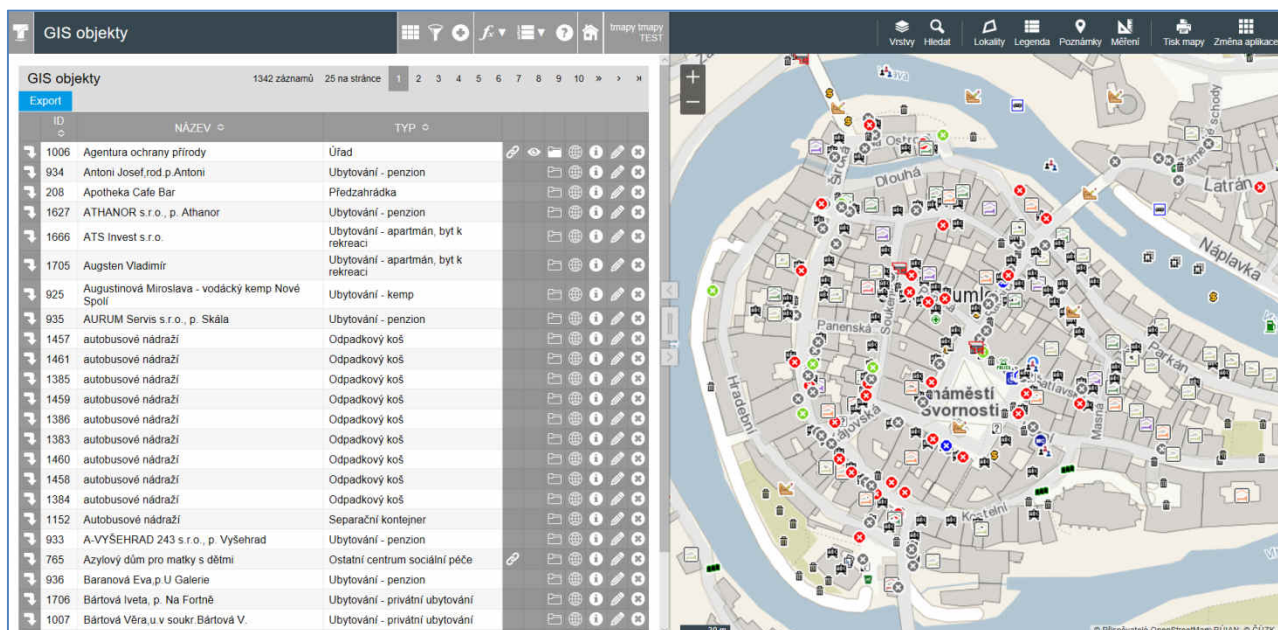 GIS objekty
tmapy tmapy
TEST
Vrstvy Hledat Lokality Legenda Poznámky Měření Tisk mapy Změna aplikace
GIS objekty
1342 záznamů 25 na stránce 1 2 3 4 5 6 7 8 9 10 » › ›I
Export
ID NÁZEV TYP
1006 Agentura ochrany přírody Úřad
934 Antoni Josef,rod.p.Antoni Ubytování - penzion
208 Apotheka Cafe Bar Předzahrádka
1627 ATHANOR s.r.o., p. Athanor Ubytování - penzion
1666 ATS Invest s.r.o. Ubytování - apartmán, byt k
rekreaci
1705 Augsten Vladimír Ubytování - apartmán, byt k
rekreaci
925 Augustinová Miroslava - vodácký kemp Nové
Spolí Ubytování - kemp
935 AURUM Servis s.r.o., p. Skála Ubytování - penzion
1457 autobusové nádraží Odpadkový koš
1461 autobusové nádraží Odpadkový koš
1385 autobusové nádraží Odpadkový koš
1459 autobusové nádraží Odpadkový koš
1386 autobusové nádraží Odpadkový koš
1383 autobusové nádraží Odpadkový koš
1460 autobusové nádraží Odpadkový koš
1458 autobusové nádraží Odpadkový koš
1384 autobusové nádraží Odpadkový koš
1152 Autobusové nádraží Separační kontejner
933 A-VYŠEHRAD 243 s.r.o., p. Vyšehrad Ubytování - penzion
765 Azylový dům pro matky s dětmi Ostatní centrum sociální péče
936 Baranová Eva,p.U Galerie Ubytování - penzion
1706 Bártová Iveta, p. Na Fortně Ubytování - privátní ubytování
1007 Bártová Věra,u.v soukr.Bártová V. Ubytování - privátní ubytování
Široká
Dlouhá
Latrán
Náplavka
Panenská
Parkán
Hradební
náměstí
Svornosti
Masná
Kostelní
20 m